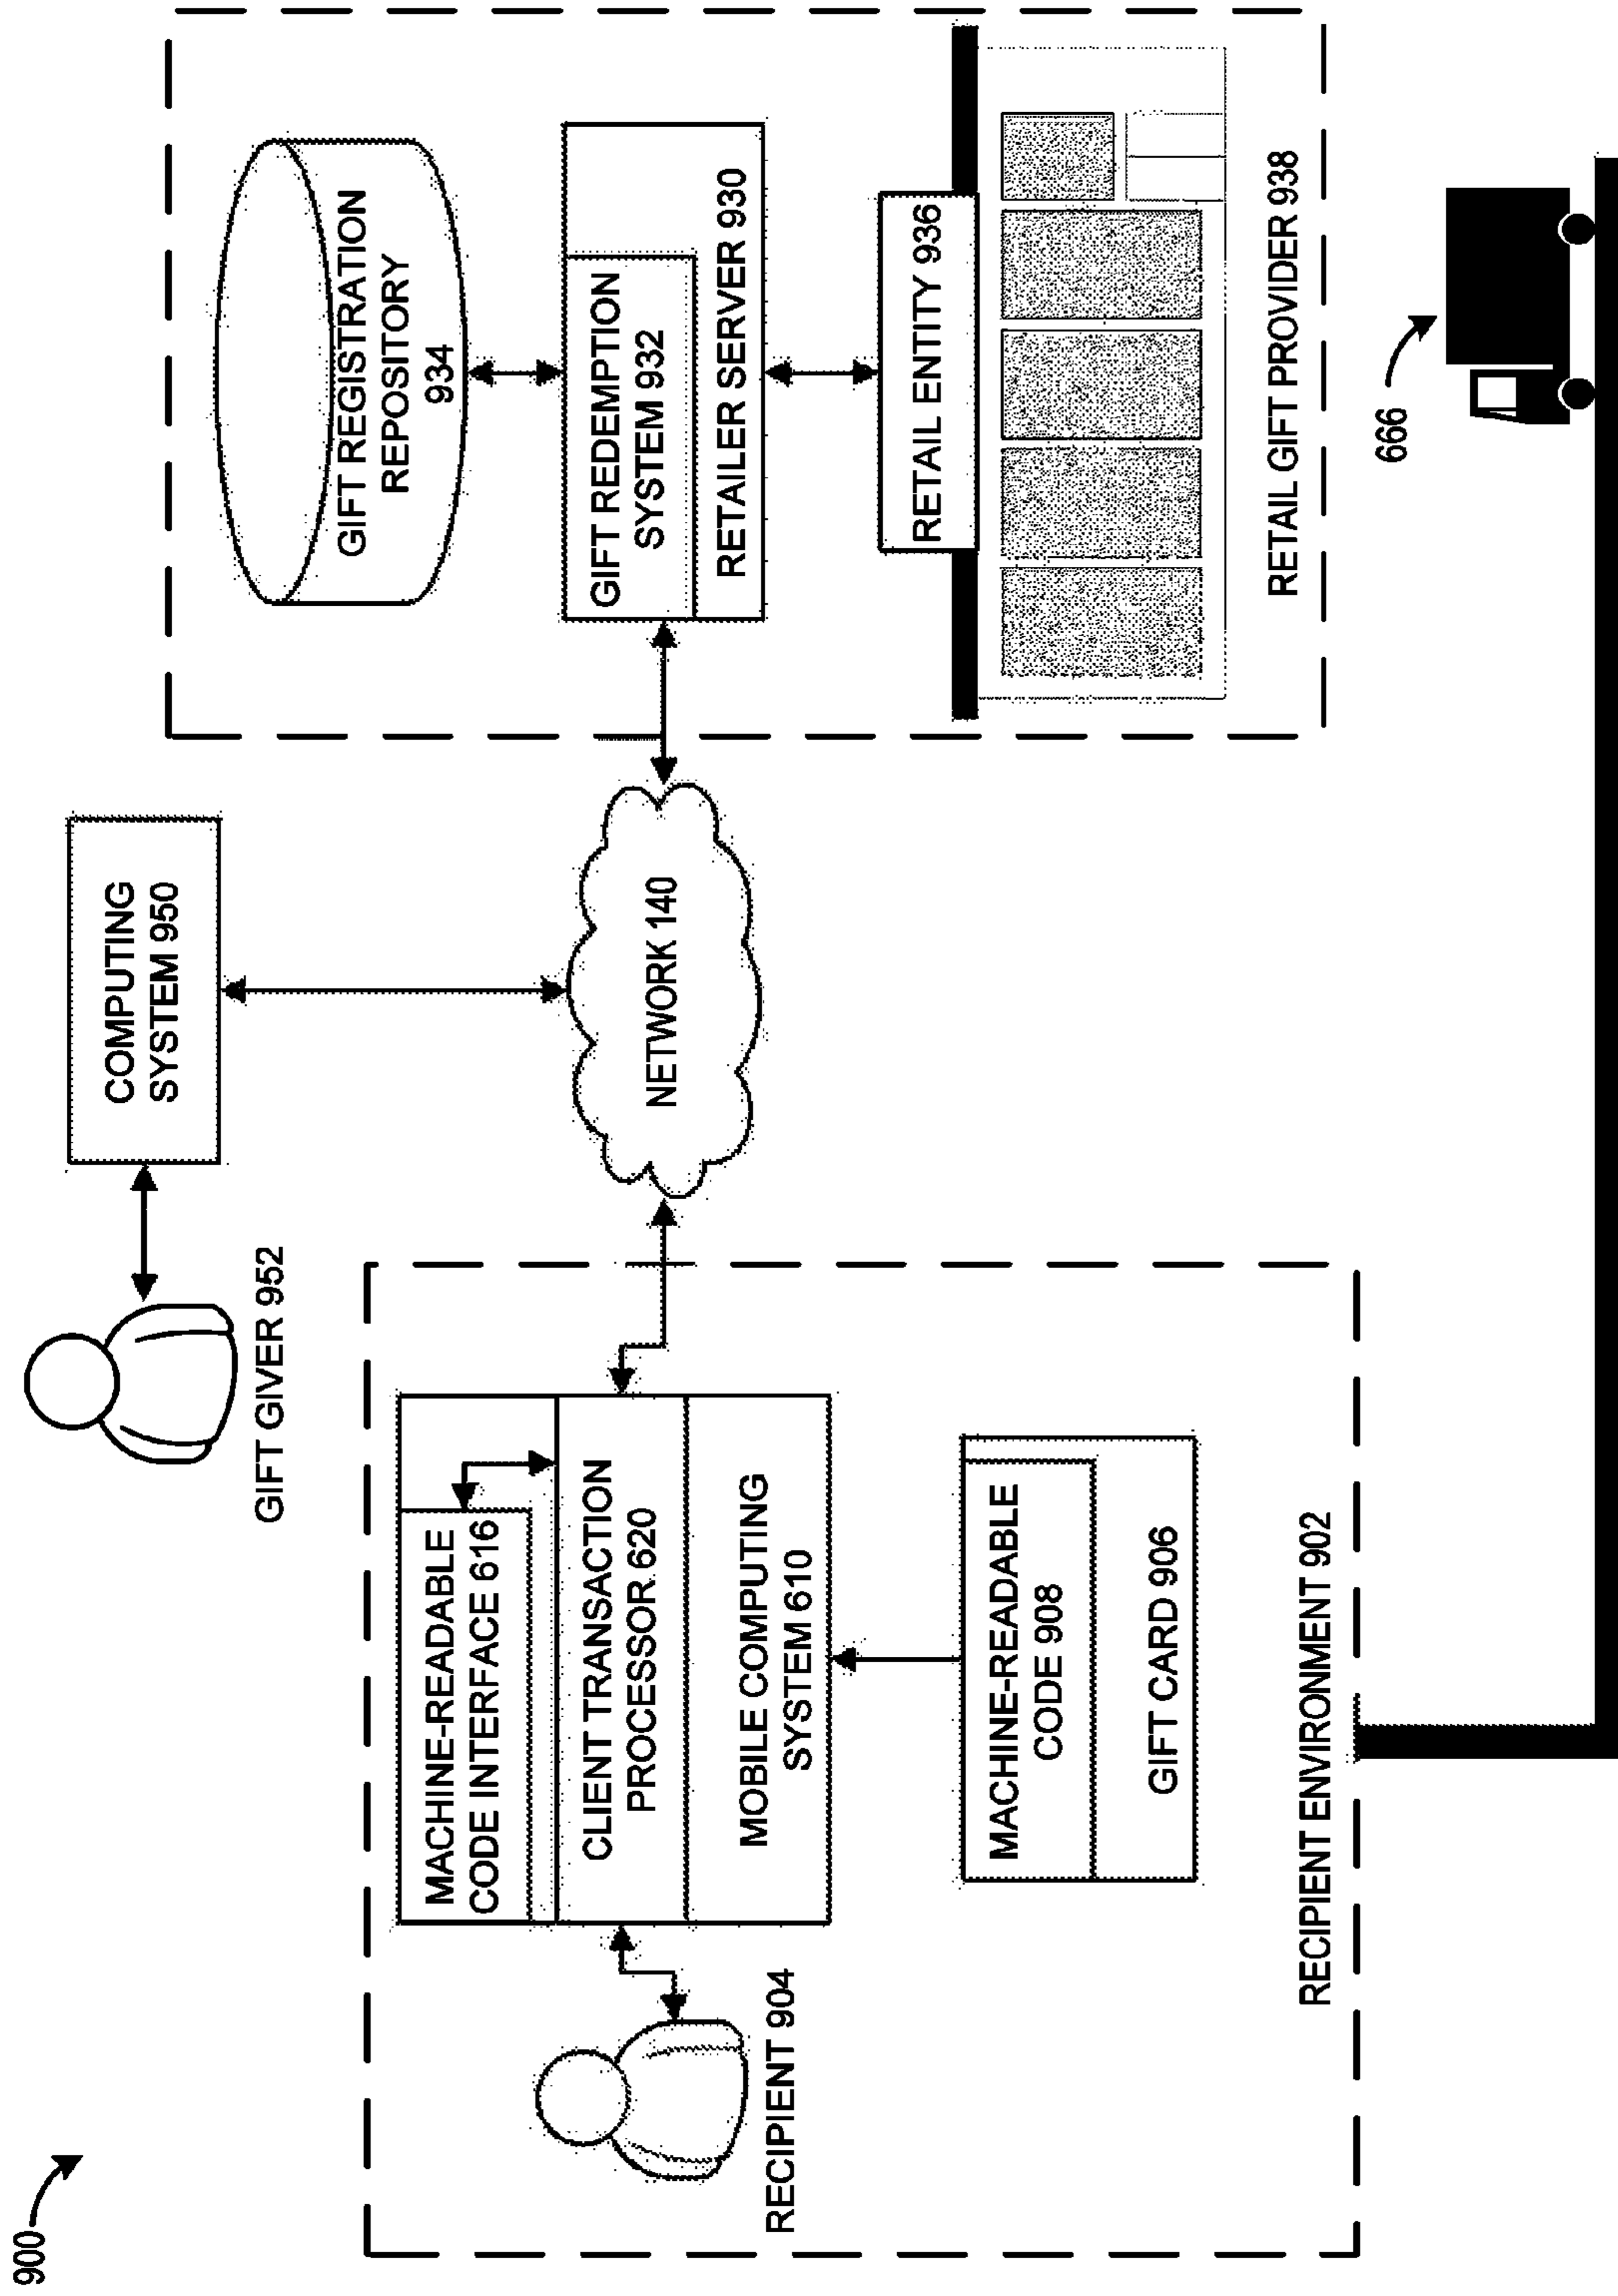 900
GIFT GIVER 952
COMPUTING
SYSTEM 950
GIFT REGISTRATION
REPOSITORY
934
MACHINE-READABLE
CODE INTERFACE 616
CLIENT TRANSACTION
PROCESSOR 620
MOBILE COMPUTING
SYSTEM 610
RECIPIENT 904
NETWORK 140
GIFT REDEMPTION
SYSTEM 932
RETAILER SERVER 930
RETAIL ENTITY 936
MACHINE-READABLE
CODE 908
GIFT CARD 906
RECIPIENT ENVIRONMENT 902
RETAIL GIFT PROVIDER 938
666